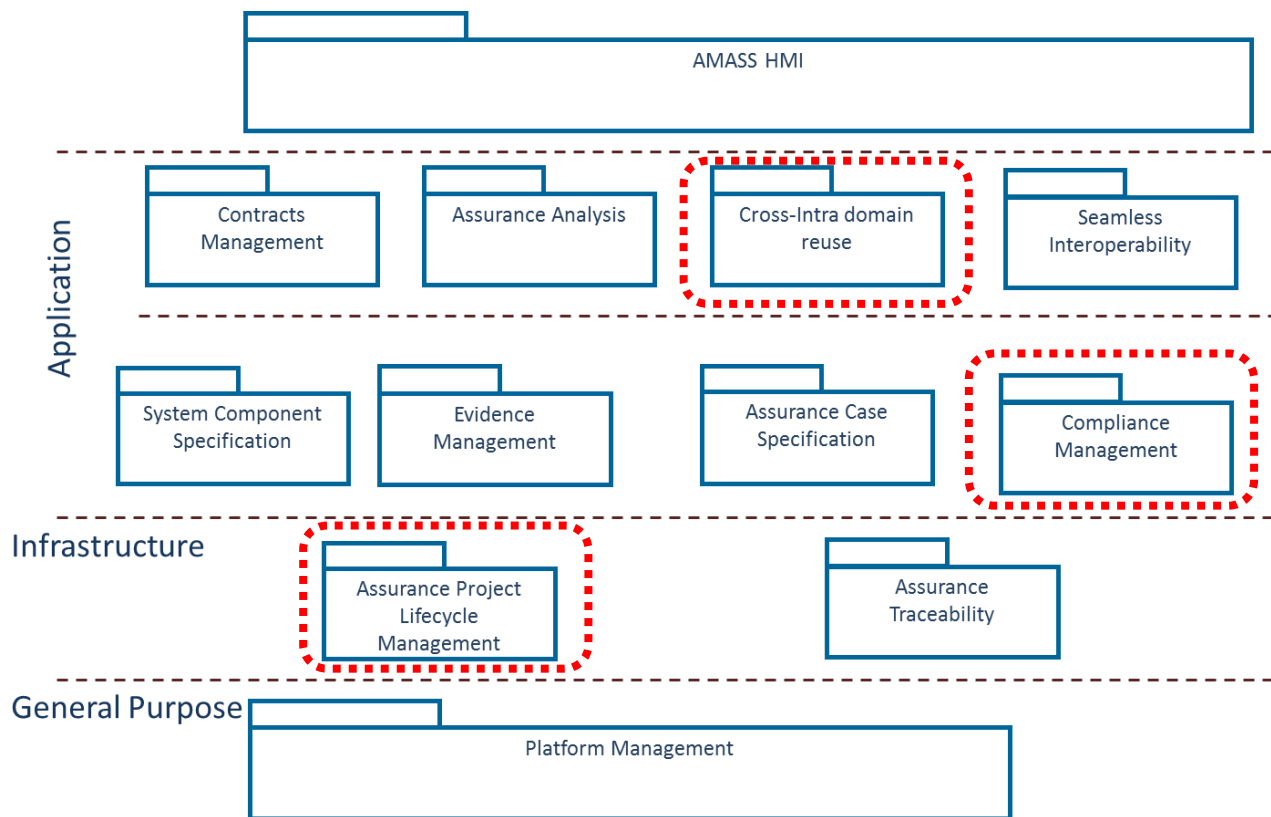 AMASS HMI
Application
Contracts
Management
Assurance Analysis
Cross-Intra domain
reuse
Seamless
Interoperability
System Component
Specification
Evidence
Management
Assurance Case
Specification
Compliance
Management
Infrastructure
Assurance Project
Lifecycle
Management
Assurance
Traceability
General Purpose
Platform Management